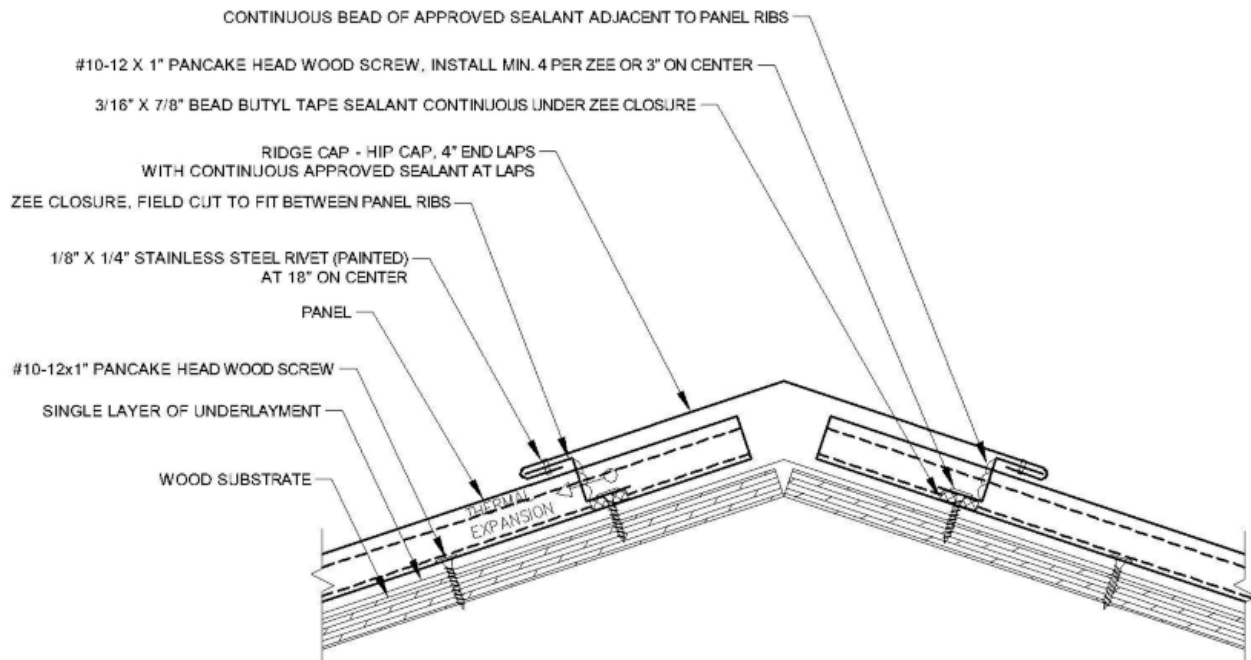 CONTINUOUS BEAD OF APPROVED SEALANT ADJACENT TO PANEL RIBS
#10-12 X 1" PANCAKE HEAD WOOD SCREW, INSTALL MIN. 4 PER ZEE OR 3" ON CENTER
3/16" X 7/8" BEAD BUTYL TAPE SEALANT CONTINUOUS UNDER ZEE CLOSURE
RIDGE CAP - HIP CAP, 4" END LAPS
WITH CONTINUOUS APPROVED SEALANT AT LAPS
ZEE CLOSURE, FIELD CUT TO FIT BETWEEN PANEL RIBS
1/8" X 1/4" STAINLESS STEEL RIVET (PAINTED)
AT 18" ON CENTER
PANEL
#10-12x1" PANCAKE HEAD WOOD SCREW
SINGLE LAYER OF UNDERLAYMENT
WOOD SUBSTRATE
THERMAL
EXPANSION